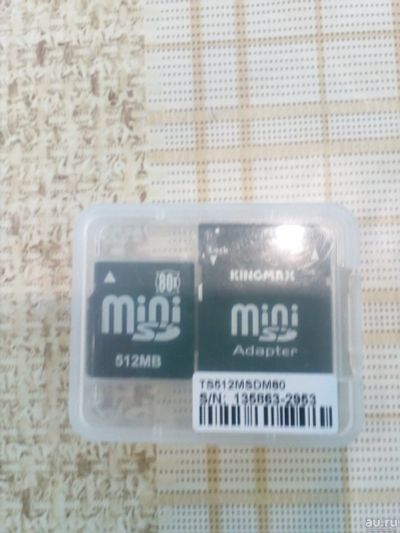 80x
mini
SD
512MB
Lock
KINGMAX
mini
SD
Adapter
TS512MSDM80
S/N: 135863-2953
au.ru